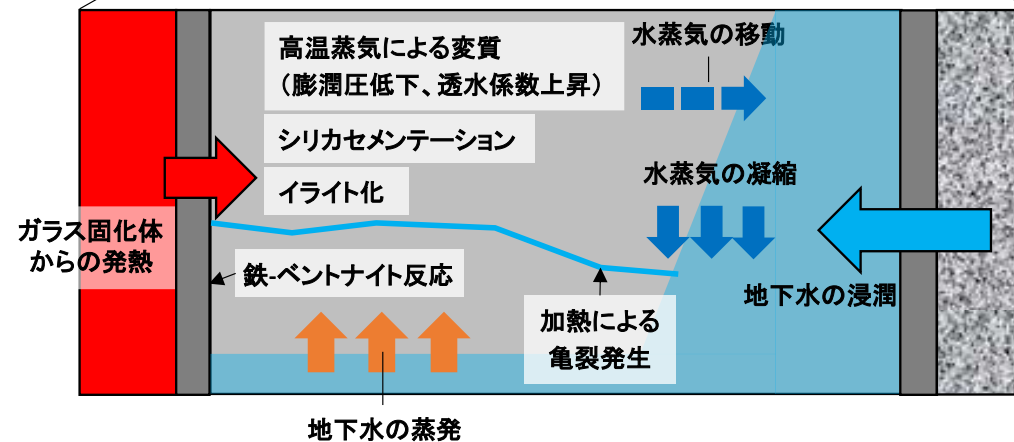 高温蒸気による変質
（膨潤圧低下、透水係数上昇）
水蒸気の移動
シリカセメンテーション
水蒸気の凝縮
イライト化
ガラス固化体
からの発熱
鉄-ベントナイト反応
地下水の浸潤
加熱による
亀裂発生
地下水の蒸発